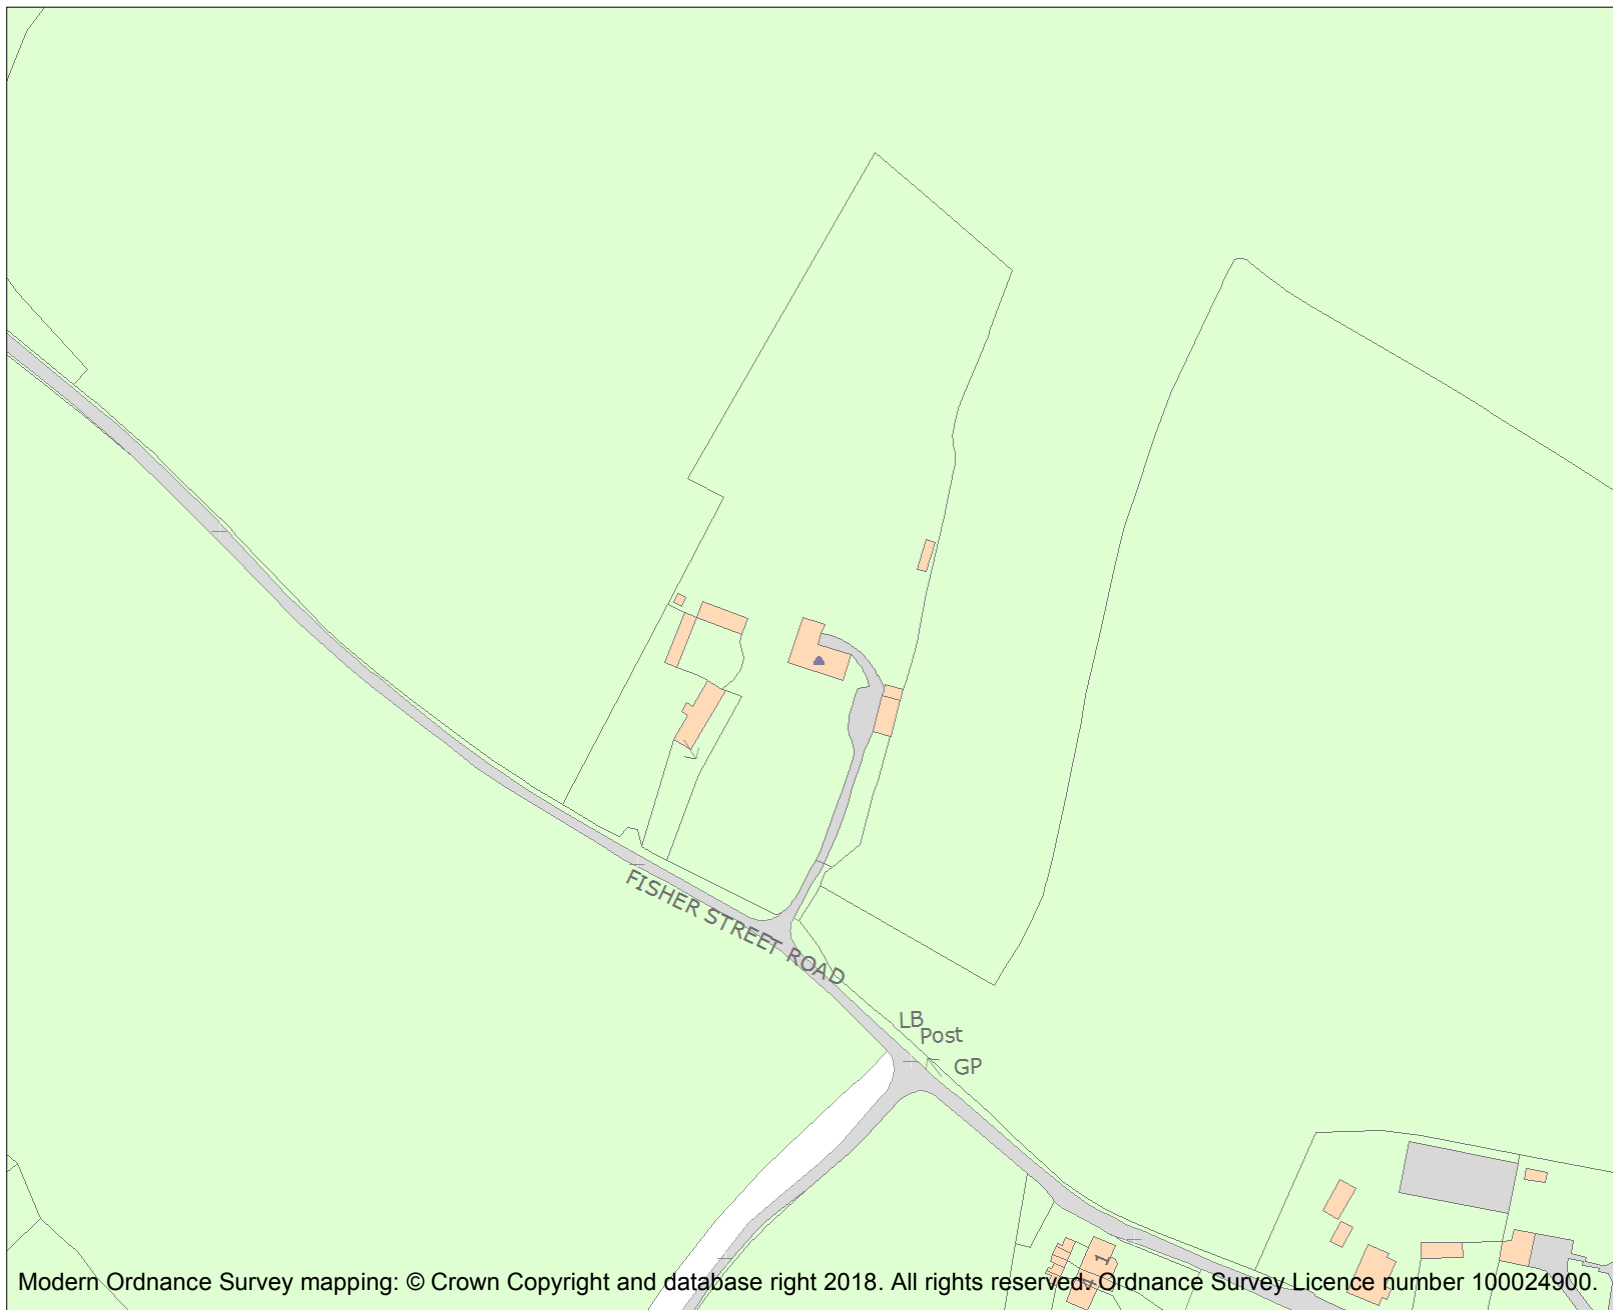 FISHER STREET ROAD
LB
Post
GP
1
4
Modern Ordnance Survey mapping: © Crown Copyright and database right 2018. All rights reserved. Ordnance Survey Licence number 100024900.